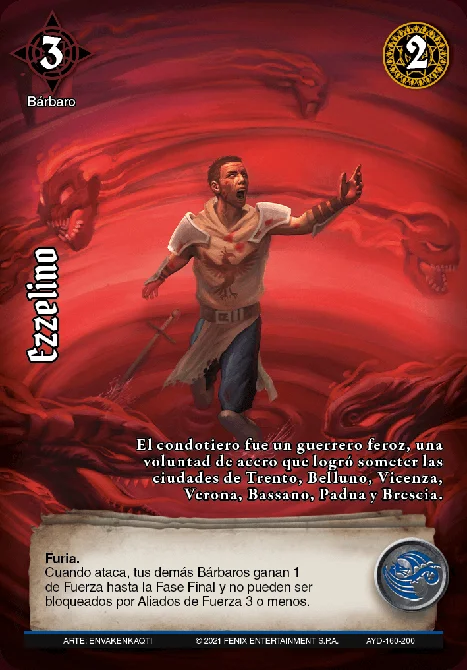 3
2
Bárbaro
Ezzelino
El condotiero fue un guerrero feroz, una
voluntad de acero que logró someter las
ciudades de Trento, Belluno, Vicenza,
Verona, Bassano, Padua y Brescia.
Furia.
Cuando ataca, tus demás Bárbaros ganan 1
de Fuerza hasta la Fase Final y no pueden ser
bloqueados por Aliados de Fuerza 3 o menos.
ARTE. ENVAKENKAOTI © 2021 FENIX ENTERTAINMENT S.P.A. AYD-160-200